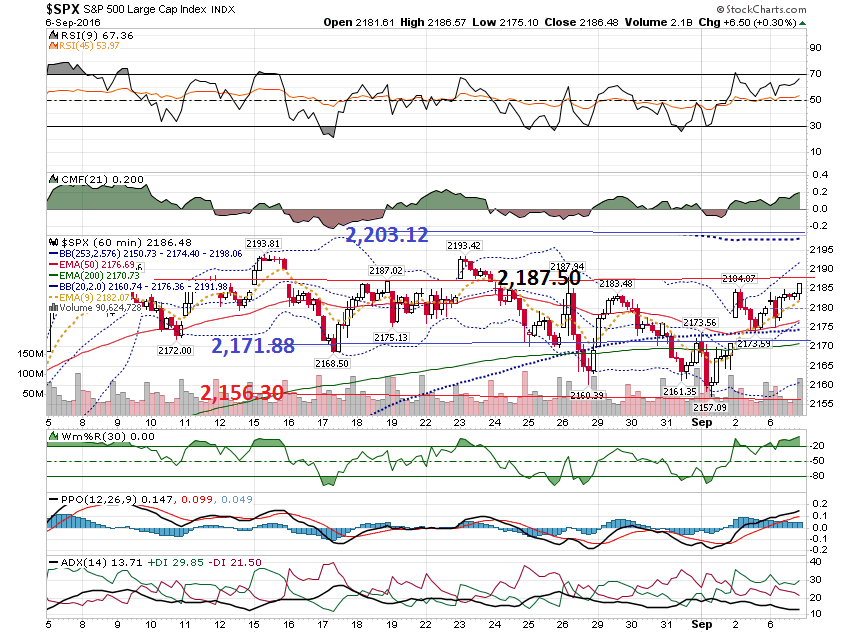 $SPX S&P 500 Large Cap Index INDX
© StockCharts.com
6-Sep-2016
Open 2181.61 High 2186.57 Low 2175.10 Close 2186.48 Volume 2.1B Chg +6.50 (+0.30%)
RSI(9) 67.36
RSI(45) 53.97
90
70
50
30
10
CMF(21) 0.200
0.4
0.2
0.0
-0.2
$SPX (60 min) 2186.48
BB(253,2.576) 2150.73 - 2174.40 - 2198.06
EMA(50) 2176.69
EMA(200) 2170.73
BB(20,2.0) 2160.74 - 2176.36 - 2191.98
EMA(9) 2182.07
Volume 90,624,728
2,203.12
2193.81
2193.42
2187.02
2,187.50
2187.94
2183.48
2184.87
2173.56
2173.59
2175.13
2172.00
2,171.88
2168.50
2,156.30
2160.39
2161.35
2157.09
2195
2190
2185
2180
2175
2170
2165
2160
2155
150M
100M
50M
5 8 9 10 11 12 15 16 17 18 19 22 23 24 25 26 29 30 31 Sep 2 6
Wm%R(30) 0.00
-20
-50
-80
PPO(12,26,9) 0.147, 0.099, 0.049
0.2
0.1
0.0
-0.1
-0.2
ADX(14) 13.71 +DI 29.85 -DI 21.50
40
30
20
10
5 8 9 10 11 12 15 16 17 18 19 22 23 24 25 26 29 30 31 Sep 2 6